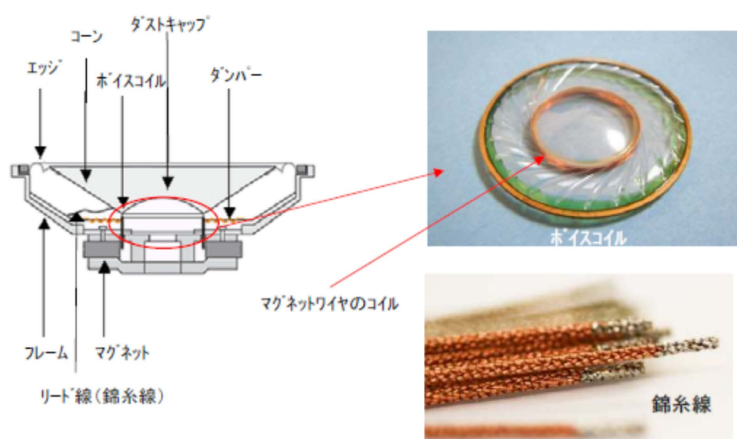 ダストキャップ
コーン
エッジ
ボイスコイル
ダンパー
ボイスコイル
マグネットワイヤのコイル
フレーム
マグネット
リード線(錦糸線)
錦糸線